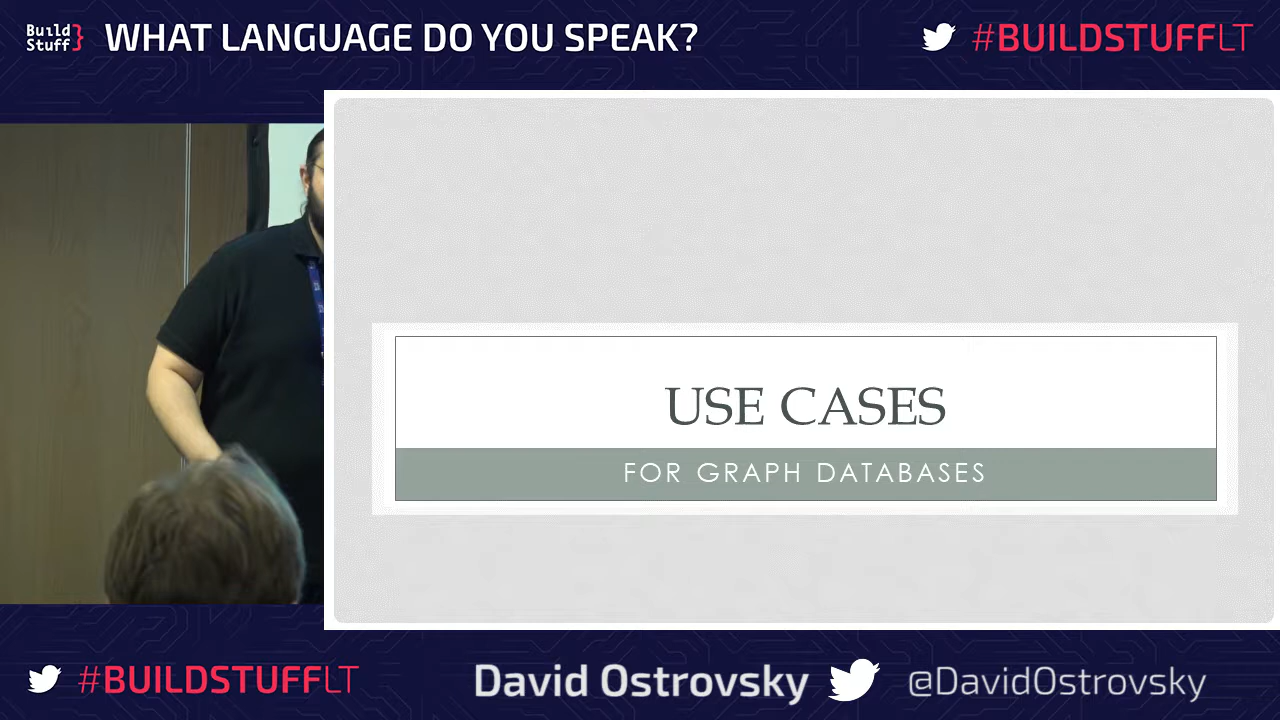 Build
Stuff}
WHAT LANGUAGE DO YOU SPEAK?
#BUILDSTUFFLT
USE CASES
FOR GRAPH DATABASES
#BUILDSTUFFLT
David Ostrovsky
@DavidOstrovsky